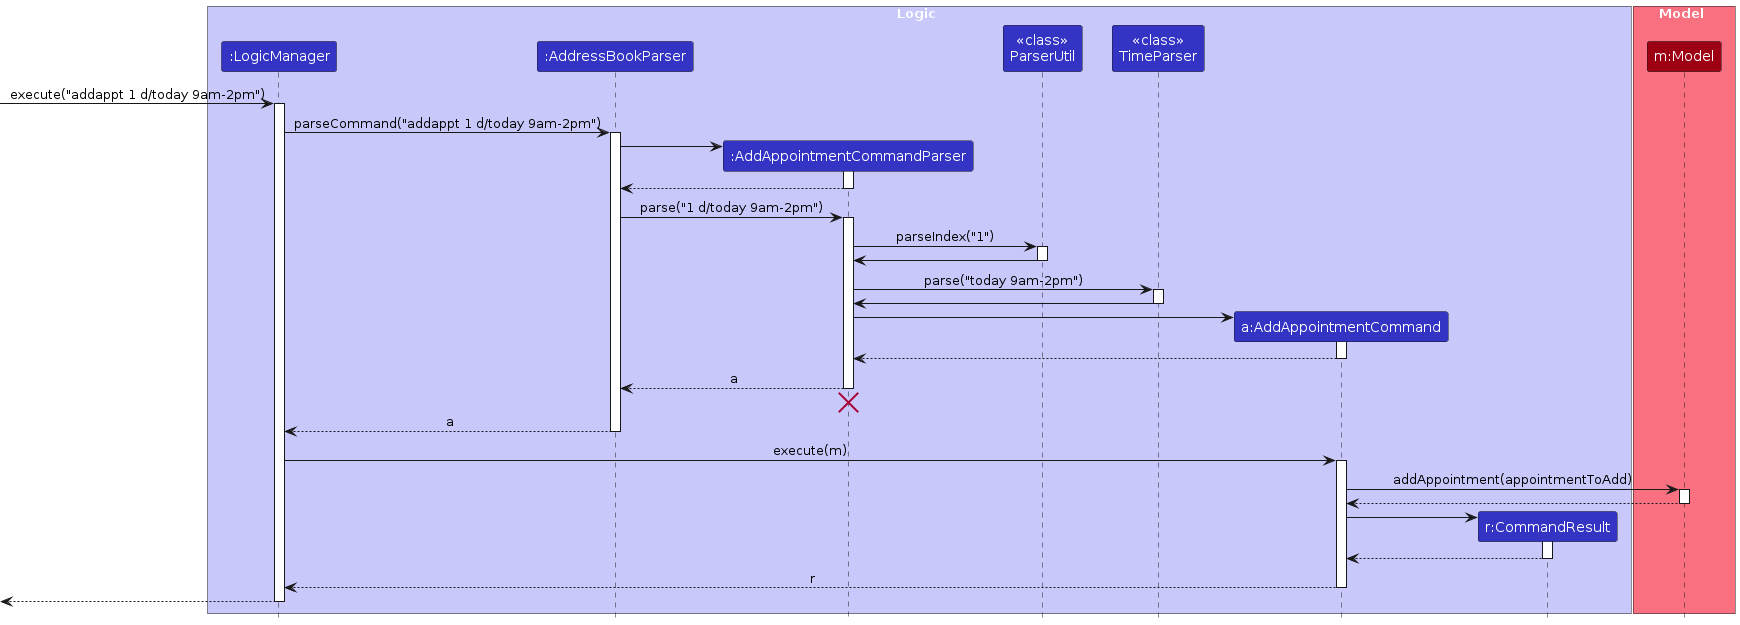 Logic
Model
«class»
ParserUtil
«class»
TimeParser
:LogicManager
:AddressBookParser
m:Model
execute("addappt 1 d/today 9am-2pm")
parseCommand("addappt 1 d/today 9am-2pm")
:AddAppointmentCommandParser
parse("1 d/today 9am-2pm")
parseIndex("1")
parse("today 9am-2pm")
a:AddAppointmentCommand
a
a
execute(m)
addAppointment(appointmentToAdd)
r:CommandResult
r